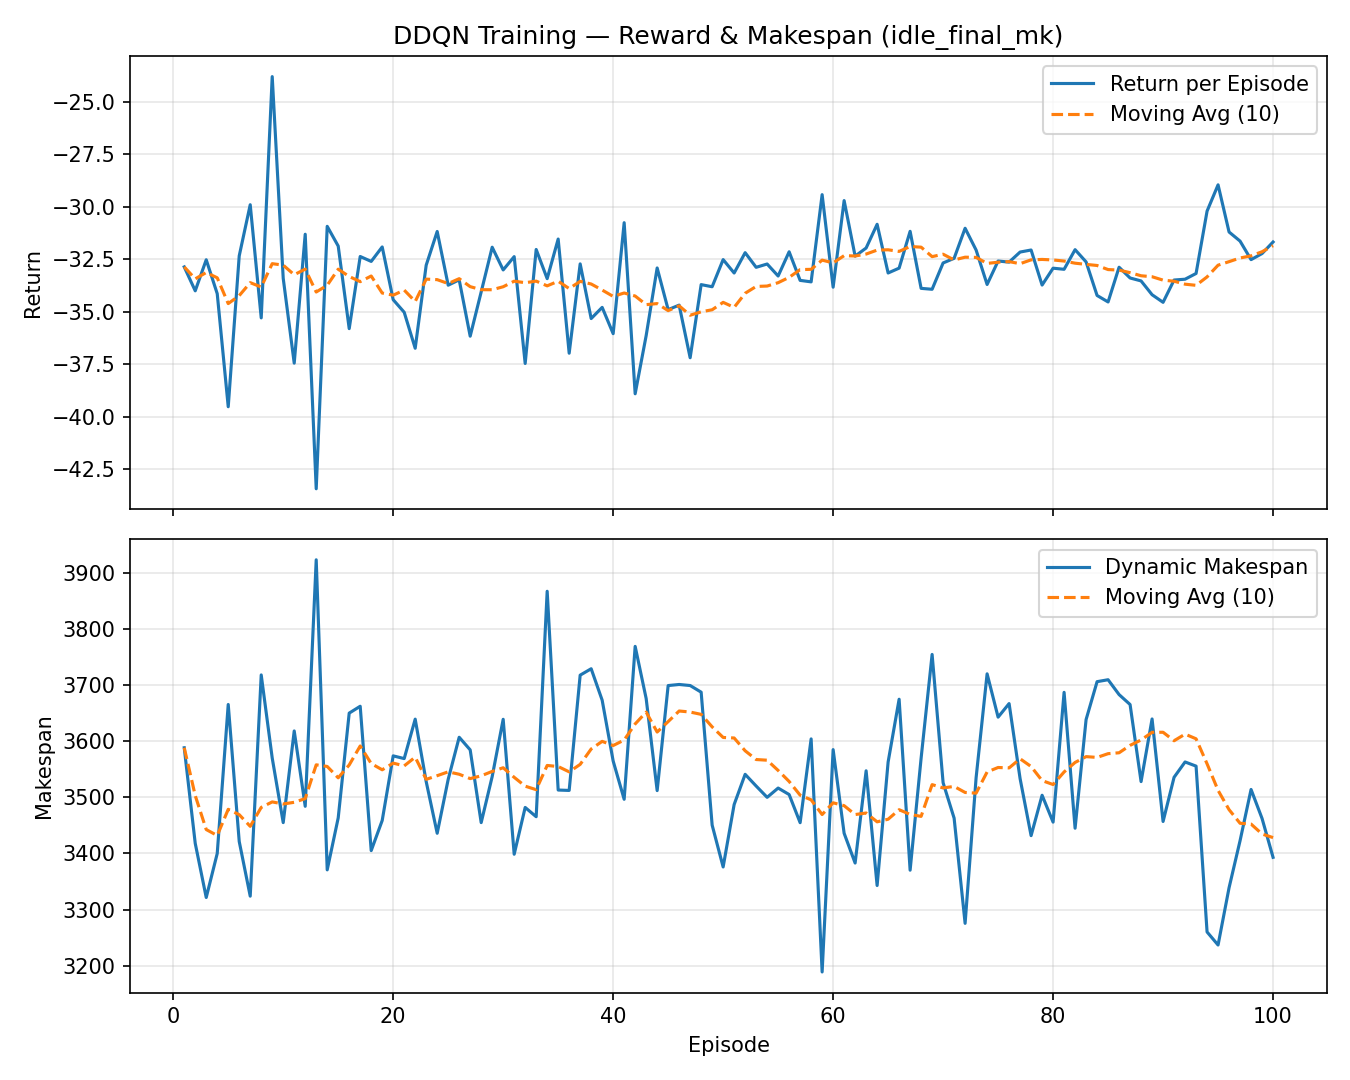 DDQN Training — Reward & Makespan (idle_final_mk)
Return per Episode
Moving Avg (10)
−25.0
−27.5
−30.0
−32.5
−35.0
−37.5
−40.0
−42.5
Return
Dynamic Makespan
Moving Avg (10)
3900
3800
3700
3600
3500
3400
3300
3200
Makespan
0 20 40 60 80 100
Episode